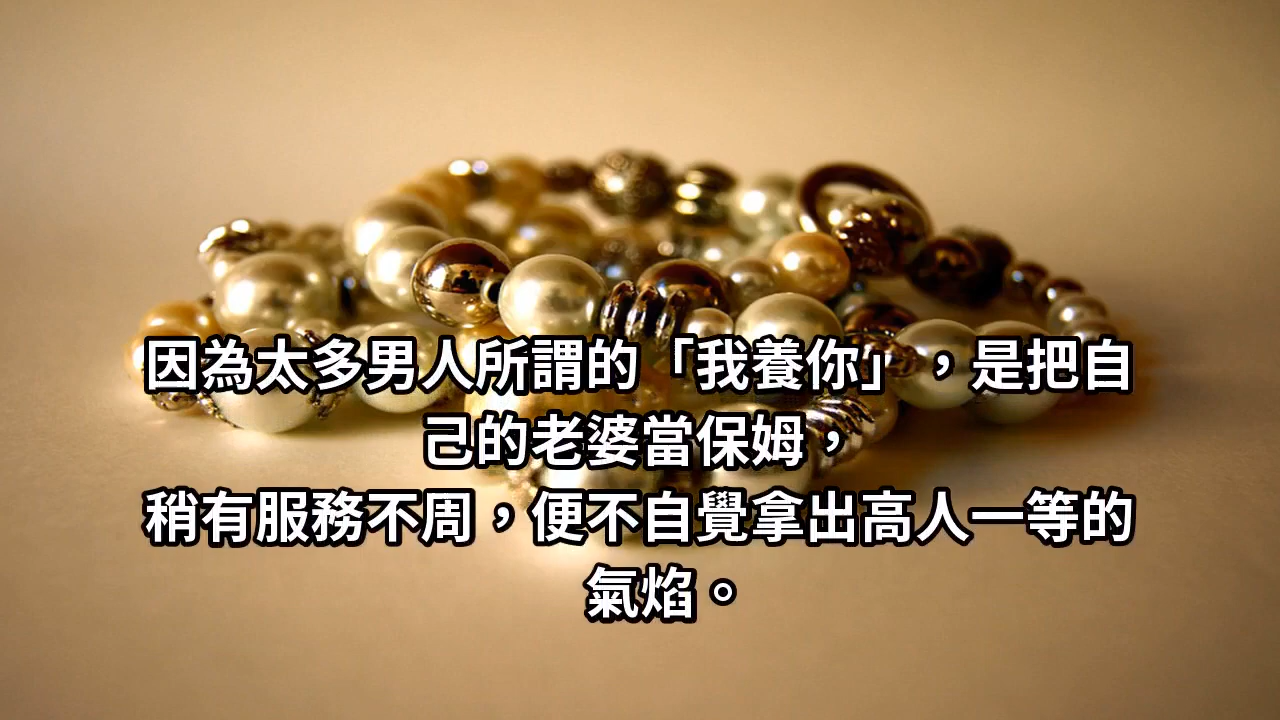 因為太多男人所謂的「我養你」，是把自
己的老婆當保姆，
稍有服務不周，便不自覺拿出高人一等的
氣焰。